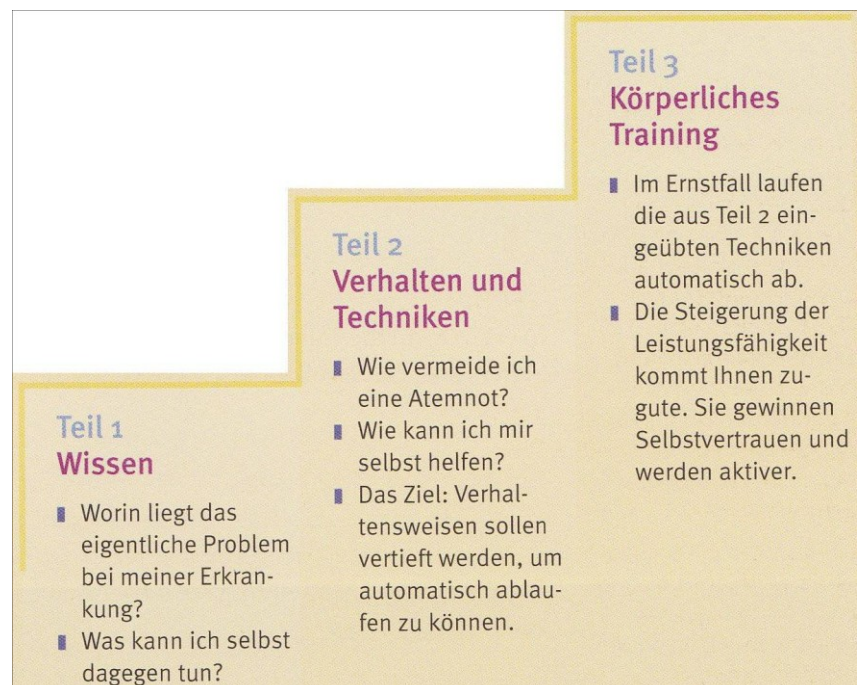 Teil 1
Wissen
Worin liegt das
eigentliche Problem
bei meiner Erkran-
kung?
Was kann ich selbst
dagegen tun?
Teil 2
Verhalten und
Techniken
Wie vermeide ich
eine Atemnot?
Wie kann ich mir
selbst helfen?
Das Ziel: Verhal-
tensweisen sollen
vertieft werden, um
automatisch ablau-
fen zu können.
Teil 3
Körperliches
Training
Im Ernstfall laufen
die aus Teil 2 ein-
geübten Techniken
automatisch ab.
Die Steigerung der
Leistungsfähigkeit
kommt Ihnen zu-
gute. Sie gewinnen
Selbstvertrauen und
werden aktiver.